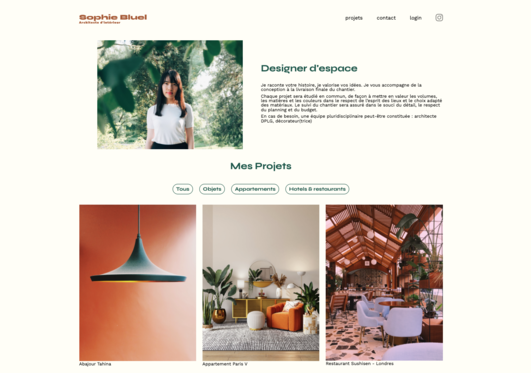 Sophie Bluel
Architecte d'intérieur
projets
contact
login
Designer d'espace
Je raconte votre histoire, je valorise vos idées. Je vous accompagne de la
conception à la livraison finale du chantier.
Chaque projet sera étudié en commun, de façon à mettre en valeur les volumes,
les matières et les couleurs dans le respect de l'esprit des lieux et le choix adapté
des matériaux. Le suivi du chantier sera assuré dans le souci du détail, le respect
du planning et du budget.
En cas de besoin, une équipe pluridisciplinaire peut-être constituée : architecte
DPLG, décorateur(trice)
Mes Projets
Tous
Objets
Appartements
Hotels & restaurants
Abajour Tahina
Appartement Paris V
Restaurant Sushisen - Londres